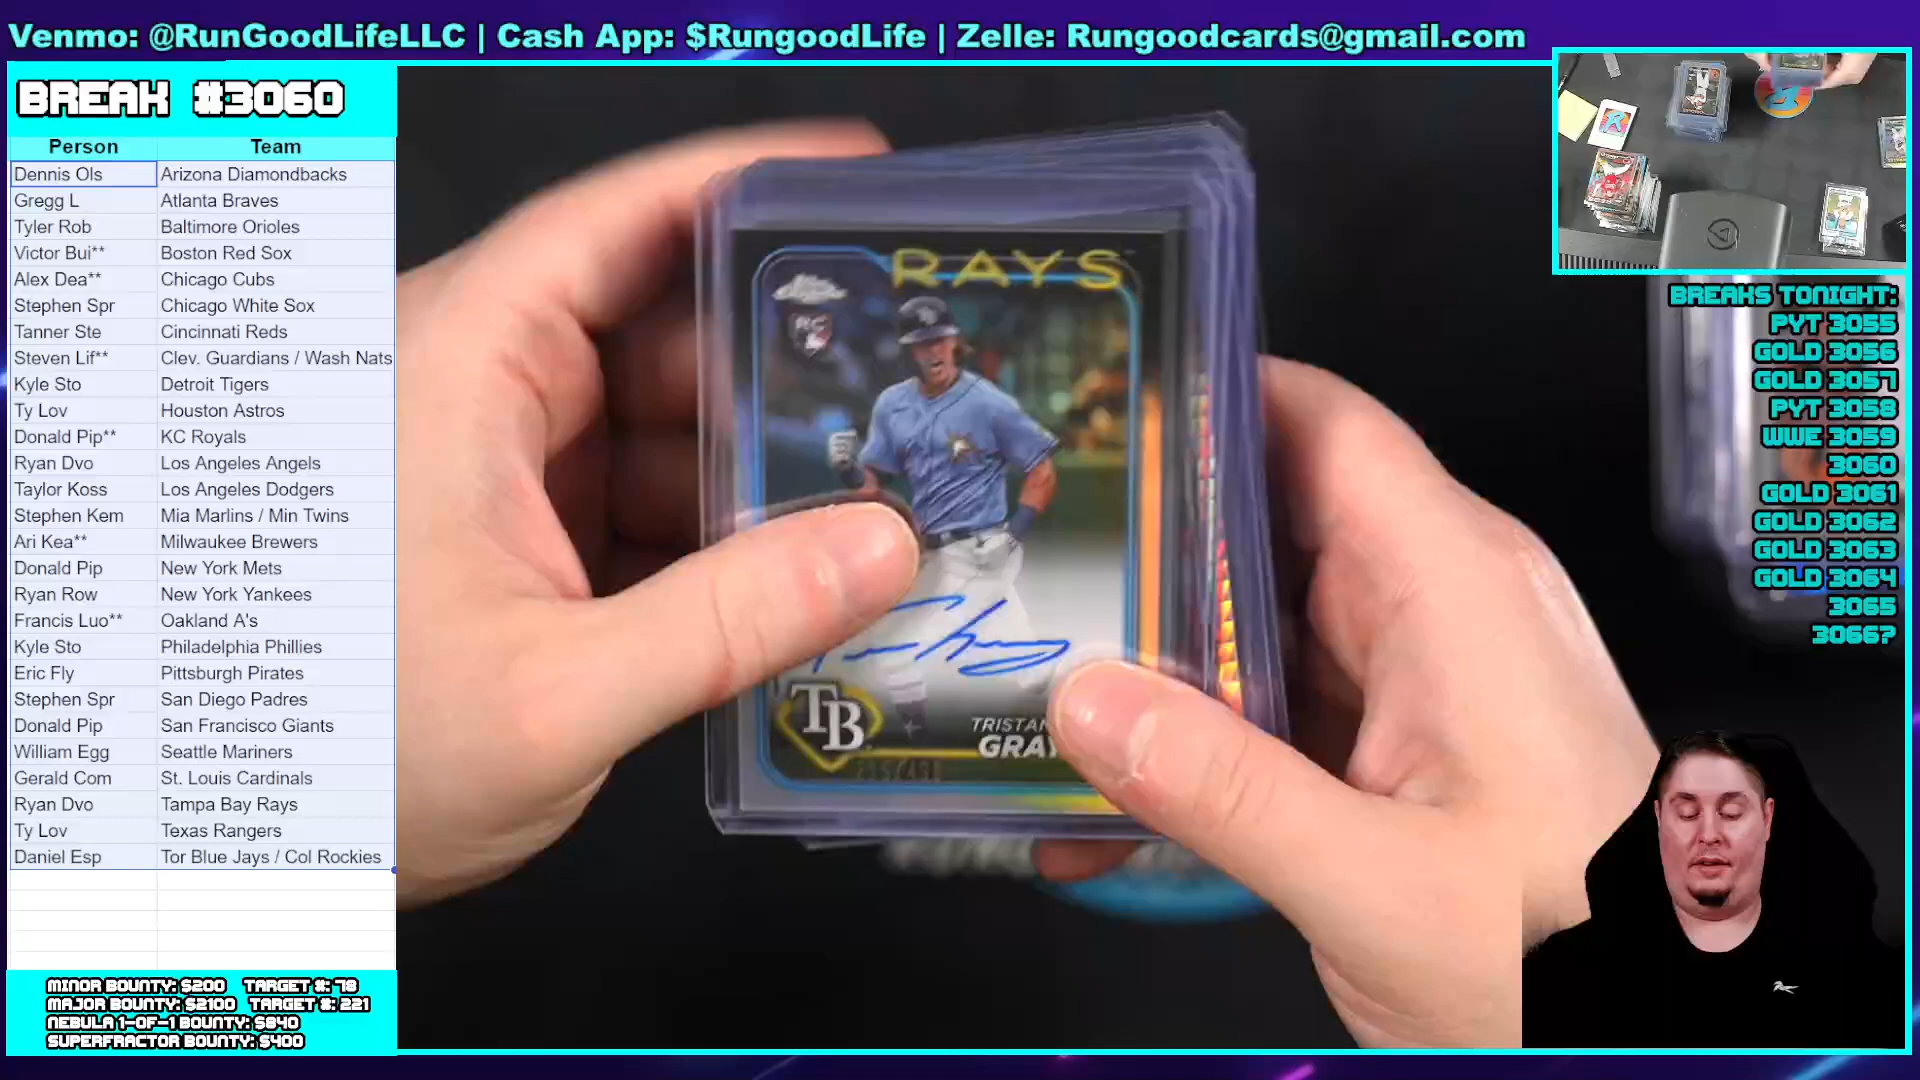 Venmo: @RunGoodLifeLLC | Cash App: $RungoodLife | Zelle: Rungoodcards@gmail.com
BREAK #3060
Person Team
Dennis Ols Arizona Diamondbacks
Gregg L Atlanta Braves
Tyler Rob Baltimore Orioles
Victor Bui** Boston Red Sox
Alex Dea** Chicago Cubs
Stephen Spr Chicago White Sox
Tanner Ste Cincinnati Reds
Steven Lif** Clev. Guardians / Wash Nats
Kyle Sto Detroit Tigers
Ty Lov Houston Astros
Donald Pip** KC Royals
Ryan Dvo Los Angeles Angels
Taylor Koss Los Angeles Dodgers
Stephen Kem Mia Marlins / Min Twins
Ari Kea** Milwaukee Brewers
Donald Pip New York Mets
Ryan Row New York Yankees
Francis Luo** Oakland A's
Kyle Sto Philadelphia Phillies
Eric Fly Pittsburgh Pirates
Stephen Spr San Diego Padres
Donald Pip San Francisco Giants
William Egg Seattle Mariners
Gerald Com St. Louis Cardinals
Ryan Dvo Tampa Bay Rays
Ty Lov Texas Rangers
Daniel Esp Tor Blue Jays / Col Rockies
MINOR BOUNTY: $200 TARGET #: 78
MAJOR BOUNTY: $2100 TARGET #: 221
NEBULA 1-OF-1 BOUNTY: $840
SUPERFRACTOR BOUNTY: $400
RAYS
RC
TB
TRISTAN
GRAY
BREAKS TONIGHT:
PYT 3055
GOLD 3056
GOLD 3057
PYT 3058
WWE 3059
3060
GOLD 3061
GOLD 3062
GOLD 3063
GOLD 3064
3065
3066?